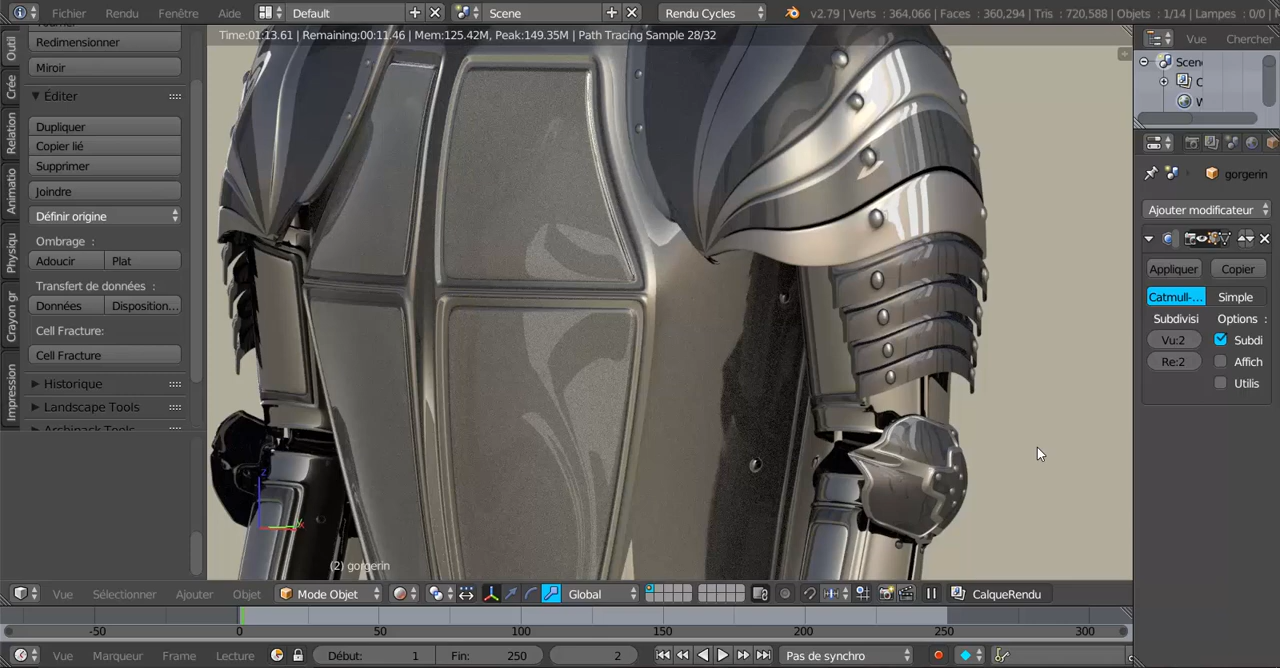 Fichier Rendu Fenêtre Aide Default Scene Rendu Cycles v2.79 | Verts : 364,066 | Faces : 360,294 | Tris : 720,588 | Objets : 1/14 | Lampes : 0/0 |
Time:01:13.61 | Remaining:00:11.46 | Mem:125.42M, Peak:149.35M | Path Tracing Sample 28/32
Outil
Crée
Relation
Animatio
Physiqu
Crayon gr
Impression
Redimensionner
Miroir
Éditer
Dupliquer
Copier lié
Supprimer
Joindre
Définir origine
Ombrage :
Adoucir Plat
Transfert de données :
Données Disposition...
Cell Fracture:
Cell Fracture
Historique
Landscape Tools
Archipack Tools
z
x
y
(2) gorgerin
Vue Chercher
Scen
gorgerin
Ajouter modificateur
Appliquer Copier
Catmull-... Simple
Subdivisi Options :
Vu:2 Subdi
Re:2 Affich
Utilis
Vue Sélectionner Ajouter Objet Mode Objet Global CalqueRendu
-50 0 50 100 150 200 250 300
Vue Marqueur Frame Lecture Début: 1 Fin: 250 2 Pas de synchro